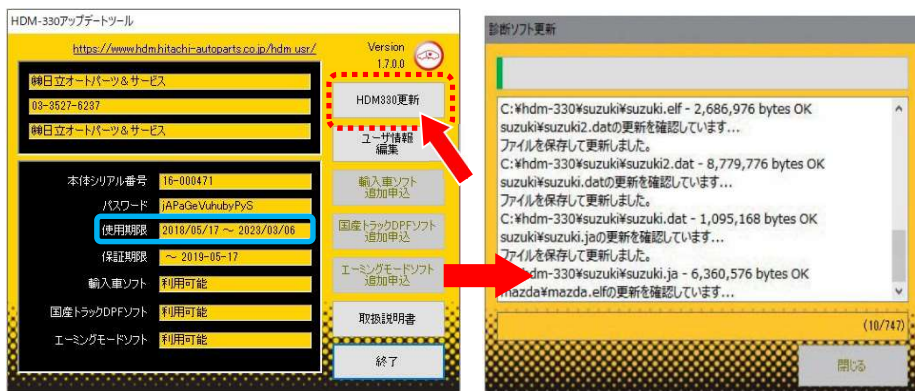 HDM-330アップデートツール
https://www.hdm.hitachi-autoparts.co.jp/hdm_usr/
Version
1.7.0.0
㈱日立オートパーツ&サービス
03-3527-6237
㈱日立オートパーツ&サービス
HDM330更新
ユーザ情報
編集
本体シリアル番号 16-000471
パスワード jAPaGeVuhubyPyS
使用期限 2018/05/17 ～ 2023/03/06
保証期限 ～ 2019-05-17
輸入車ソフト 利用可能
国産トラックDPFソフト 利用可能
エーミングモードソフト 利用可能
輸入車ソフト
追加申込
国産トラックDPFソフト
追加申込
エーミングモードソフト
追加申込
取扱説明書
終了
診断ソフト更新
C:¥hdm-330¥suzuki¥suzuki.elf - 2,686,976 bytes OK
suzuki¥suzuki2.datの更新を確認しています...
ファイルを保存して更新しました。
C:¥hdm-330¥suzuki¥suzuki2.dat - 8,779,776 bytes OK
suzuki¥suzuki.datの更新を確認しています...
ファイルを保存して更新しました。
C:¥hdm-330¥suzuki¥suzuki.dat - 1,095,168 bytes OK
suzuki¥suzuki.jaの更新を確認しています...
ファイルを保存して更新しました。
hdm-330¥suzuki¥suzuki.ja - 6,360,576 bytes OK
mazda¥mazda.elfの更新を確認しています...
(10/747)
閉じる